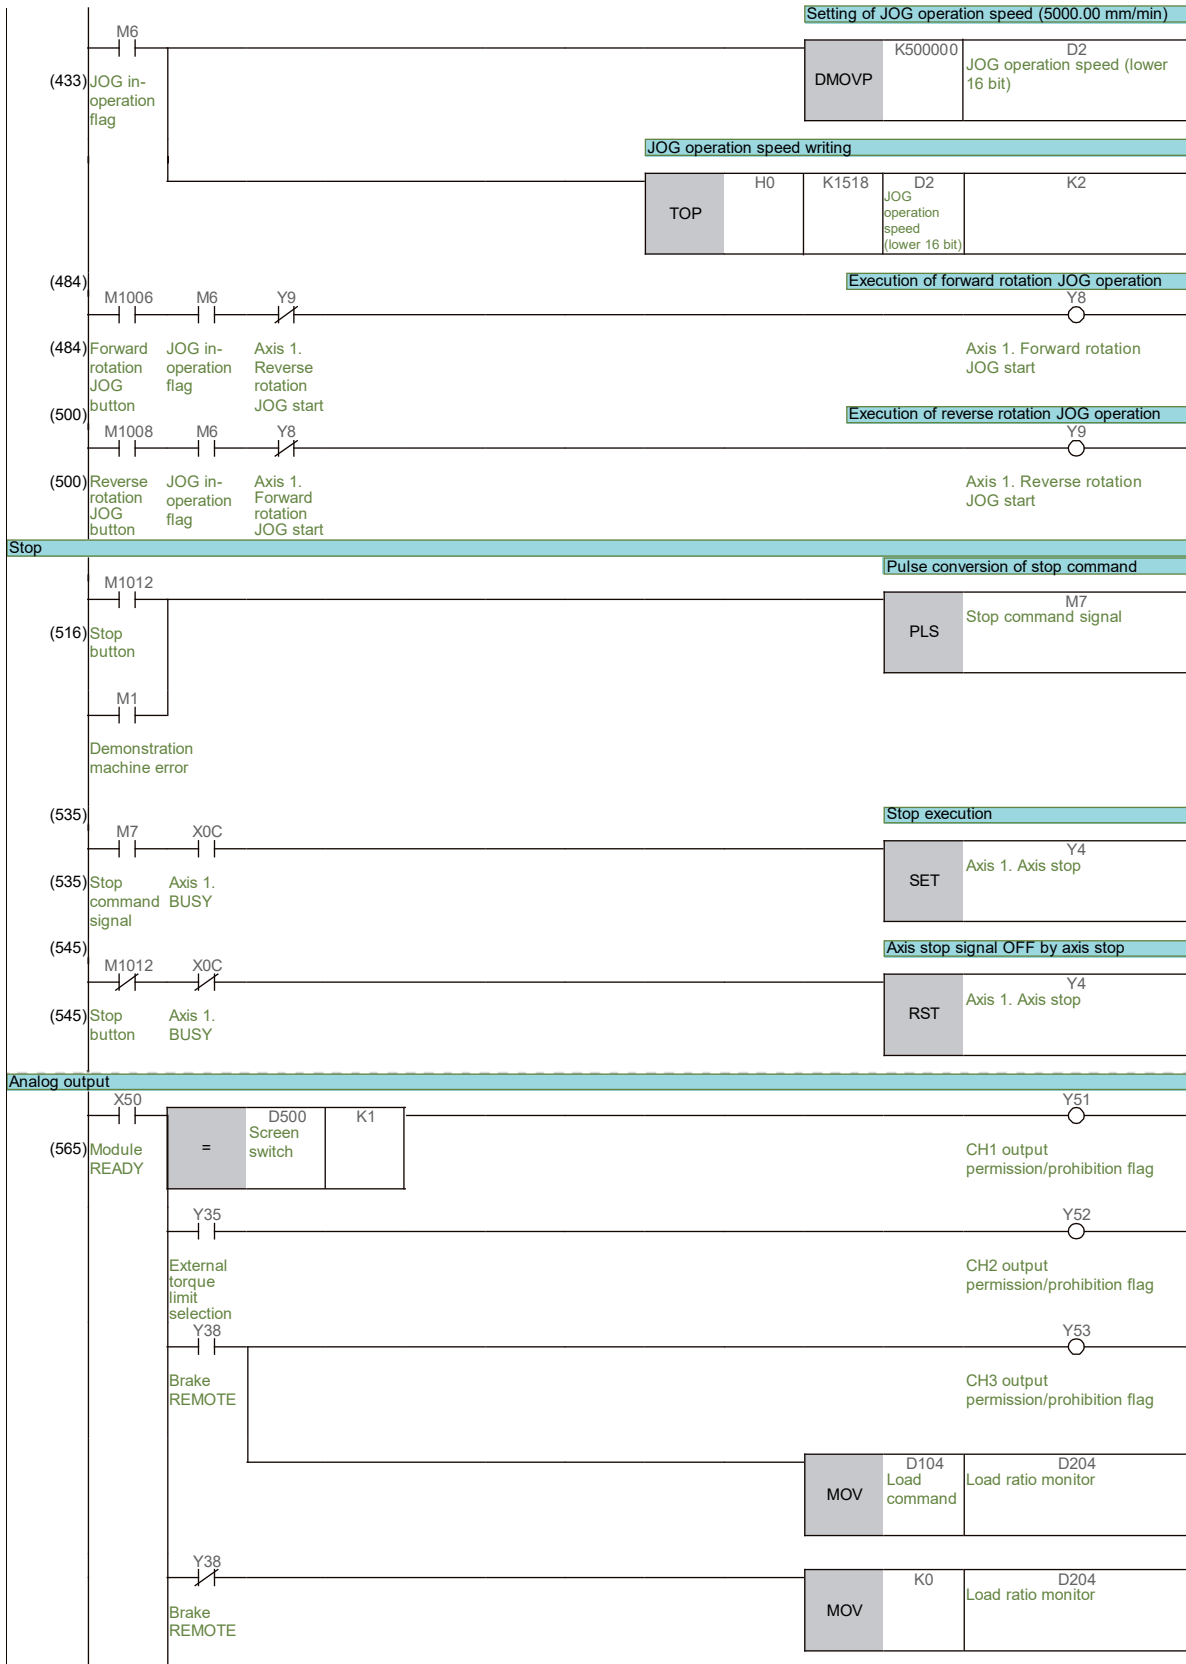 Setting of JOG operation speed (5000.00 mm/min)
M6
K500000
D2
(433)
JOG in-
operation
flag
DMOVP
JOG operation speed (lower
16 bit)
JOG operation speed writing
H0
K1518
D2
K2
TOP
JOG
operation
speed
(lower 16 bit)
(484)
Execution of forward rotation JOG operation
M1006
M6
Y9
Y8
(484)
Forward
rotation
JOG
button
JOG in-
operation
flag
Axis 1.
Reverse
rotation
JOG start
Axis 1. Forward rotation
JOG start
(500)
Execution of reverse rotation JOG operation
M1008
M6
Y8
Y9
(500)
Reverse
rotation
JOG
button
JOG in-
operation
flag
Axis 1.
Forward
rotation
JOG start
Axis 1. Reverse rotation
JOG start
Stop
Pulse conversion of stop command
M1012
M7
(516)
Stop
button
PLS
Stop command signal
M1
Demonstration
machine error
(535)
Stop execution
M7
X0C
Y4
(535)
Stop
command
signal
Axis 1.
BUSY
SET
Axis 1. Axis stop
(545)
Axis stop signal OFF by axis stop
M1012
X0C
Y4
(545)
Stop
button
Axis 1.
BUSY
RST
Axis 1. Axis stop
Analog output
X50
D500
K1
Y51
(565)
Module
READY
=
Screen
switch
CH1 output
permission/prohibition flag
Y35
Y52
External
torque
limit
selection
CH2 output
permission/prohibition flag
Y38
Y53
Brake
REMOTE
CH3 output
permission/prohibition flag
D104
D204
MOV
Load
command
Load ratio monitor
Y38
K0
D204
Brake
REMOTE
MOV
Load ratio monitor